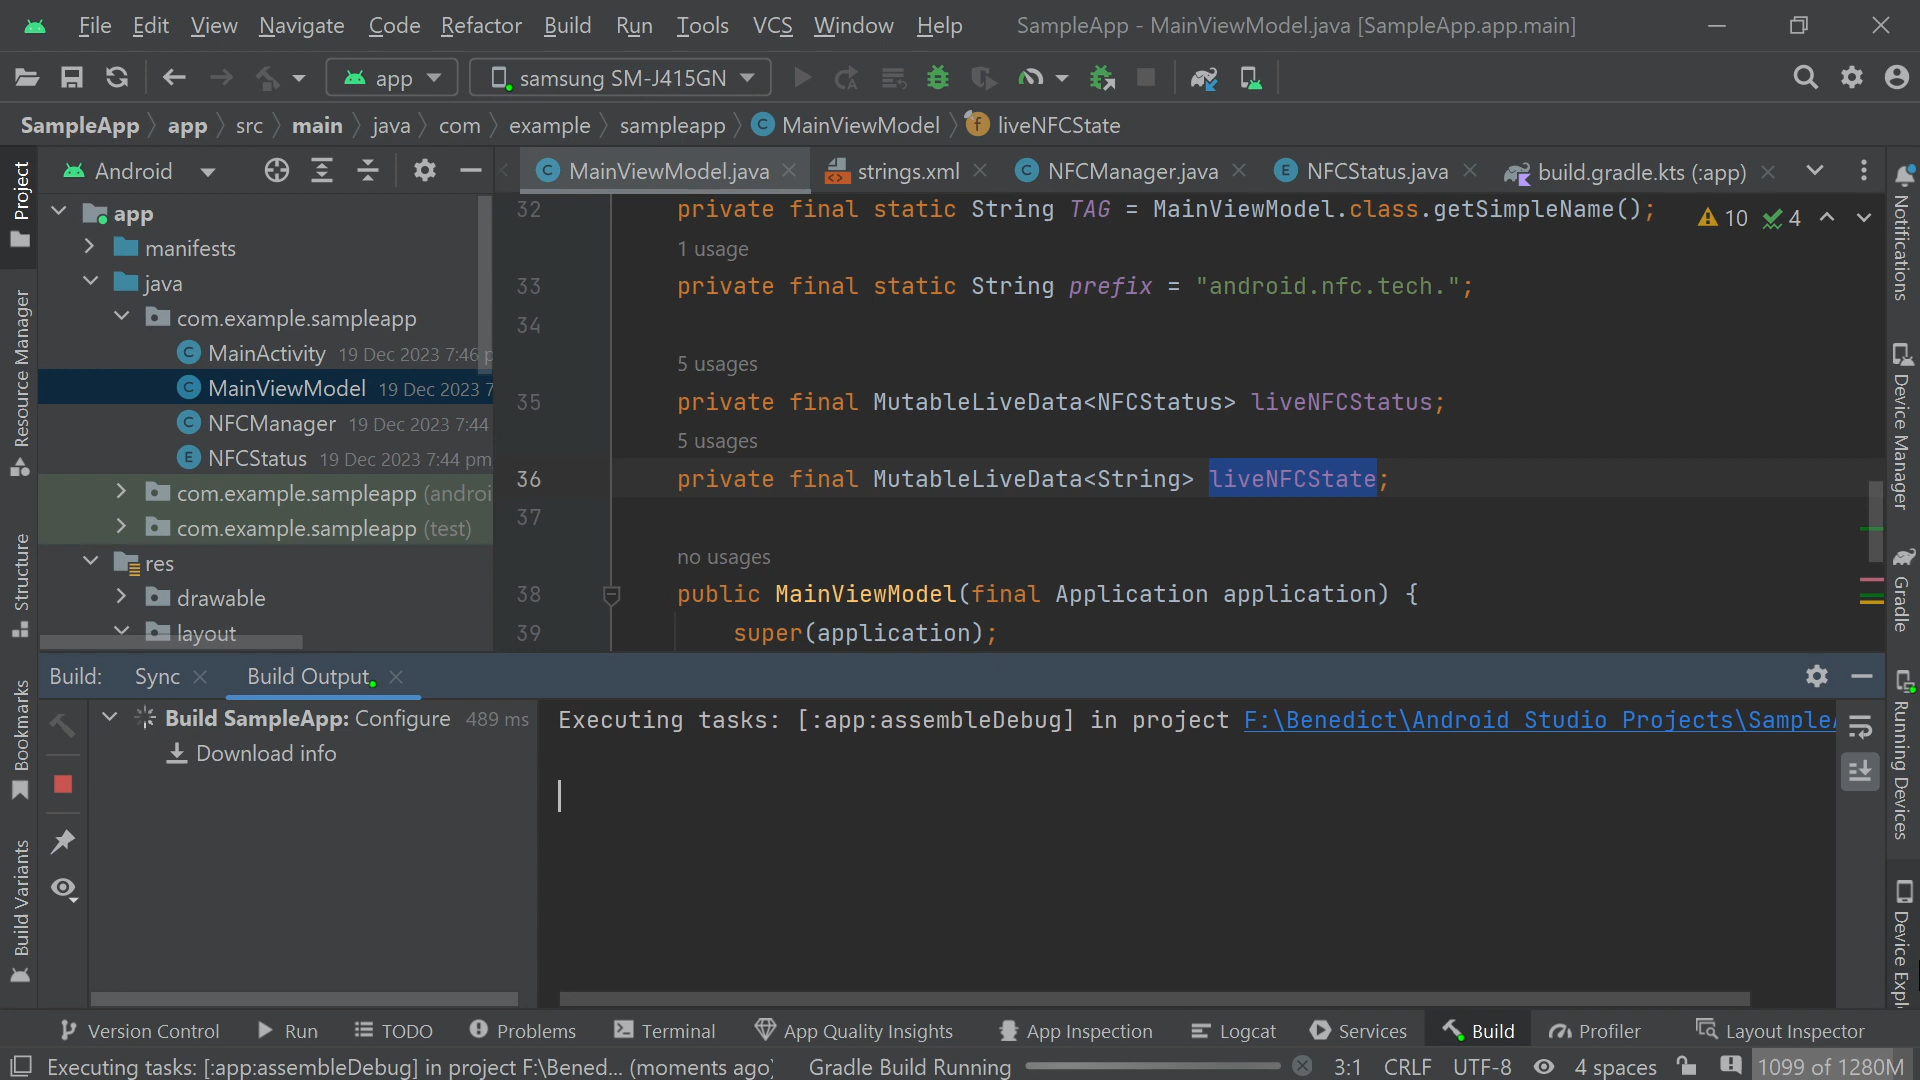 File Edit View Navigate Code Refactor Build Run Tools VCS Window Help SampleApp - MainViewModel.java [SampleApp.app.main]
app samsung SM-J415GN
SampleApp app src main java com example sampleapp MainViewModel liveNFCState
Project
Resource Manager
Structure
Bookmarks
Build Variants
Android
app
manifests
java
com.example.sampleapp
MainActivity 19 Dec 2023 7:46 p
MainViewModel 19 Dec 2023 7
NFCManager 19 Dec 2023 7:44
NFCStatus 19 Dec 2023 7:44 pm
com.example.sampleapp (androi
com.example.sampleapp (test)
res
drawable
layout
MainViewModel.java strings.xml NFCManager.java NFCStatus.java build.gradle.kts (:app)
10 4
32 private final static String TAG = MainViewModel.class.getSimpleName();
1 usage
33 private final static String prefix = "android.nfc.tech.";
34
5 usages
35 private final MutableLiveData<NFCStatus> liveNFCStatus;
5 usages
36 private final MutableLiveData<String> liveNFCState;
37
no usages
38 public MainViewModel(final Application application) {
39 super(application);
Notifications
Device Manager
Gradle
Running Devices
Device Expl
Build: Sync Build Output
Build SampleApp: Configure 489 ms
Download info
Executing tasks: [:app:assembleDebug] in project F:\Benedict\Android Studio Projects\SampleA
Version Control Run TODO Problems Terminal App Quality Insights App Inspection Logcat Services Build Profiler Layout Inspector
Executing tasks: [:app:assembleDebug] in project F:\Bened... (moments ago) Gradle Build Running 3:1 CRLF UTF-8 4 spaces 1099 of 1280M